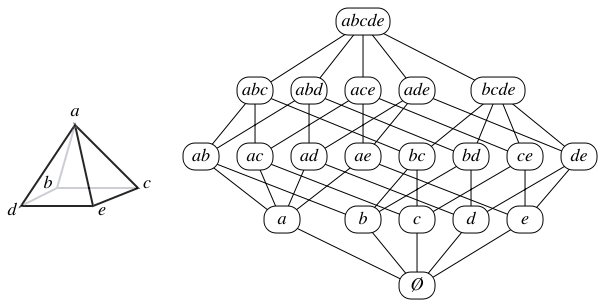 abcde
abc abd ace ade bcde
a
ab ac ad ae bc bd ce de
b c
d e
a b c d e
Ø